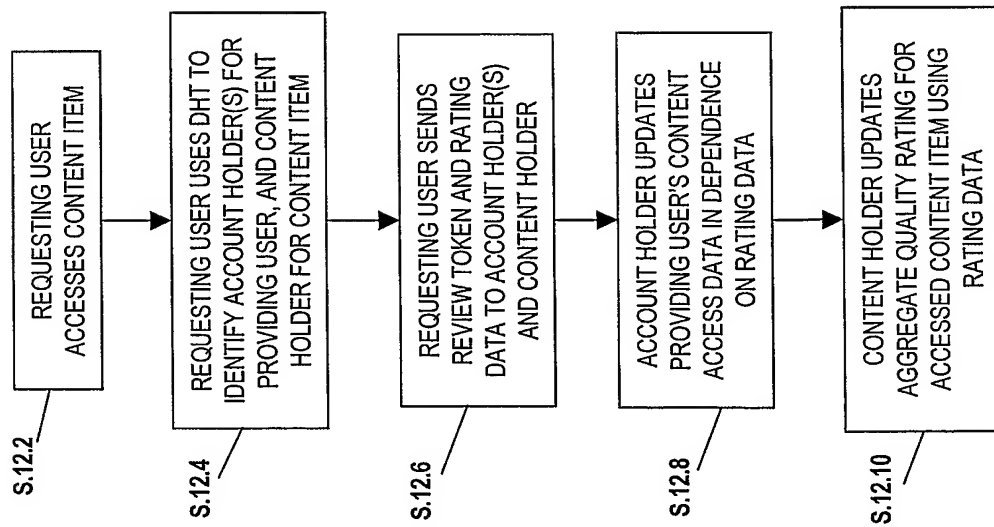 S.12.2
REQUESTING USER
ACCESSES CONTENT ITEM
S.12.4
REQUESTING USER USES DHT TO
IDENTIFY ACCOUNT HOLDER(S) FOR
PROVIDING USER, AND CONTENT
HOLDER FOR CONTENT ITEM
S.12.6
REQUESTING USER SENDS
REVIEW TOKEN AND RATING
DATA TO ACCOUNT HOLDER(S)
AND CONTENT HOLDER
S.12.8
ACCOUNT HOLDER UPDATES
PROVIDING USER'S CONTENT
ACCESS DATA IN DEPENDENCE
ON RATING DATA
S.12.10
CONTENT HOLDER UPDATES
AGGREGATE QUALITY RATING FOR
ACCESSED CONTENT ITEM USING
RATING DATA